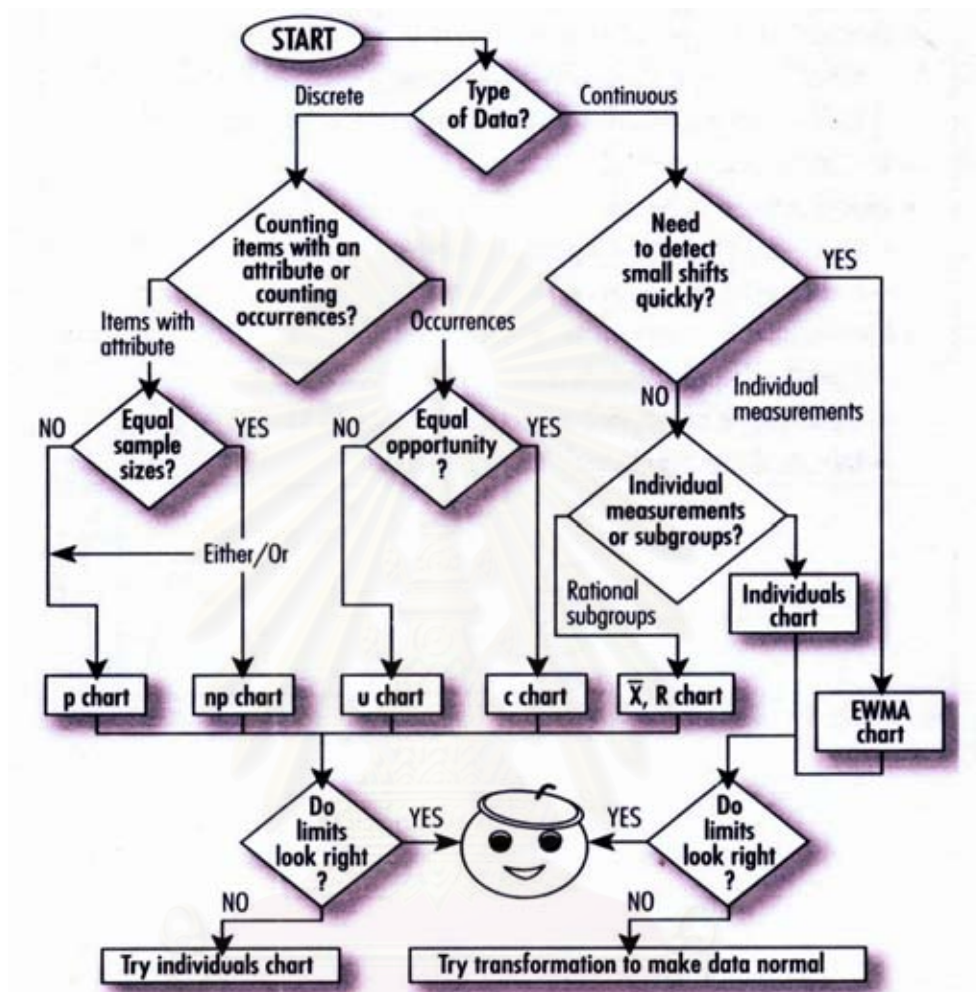 START
Type
of Data?
Discrete
Continuous
Counting
items with an
attribute or
counting
occurrences?
Need
to detect
small shifts
quickly?
YES
Items with
attribute
Occurrences
NO
Individual
measurements
NO
Equal
sample
sizes?
YES
NO
Equal
opportunity
?
YES
Individual
measurements
or subgroups?
Either/Or
Rational
subgroups
Individuals
chart
p chart
np chart
u chart
c chart
X̅, R chart
EWMA
chart
Do
limits
look right
?
YES
YES
Do
limits
look right
?
NO
NO
Try individuals chart
Try transformation to make data normal